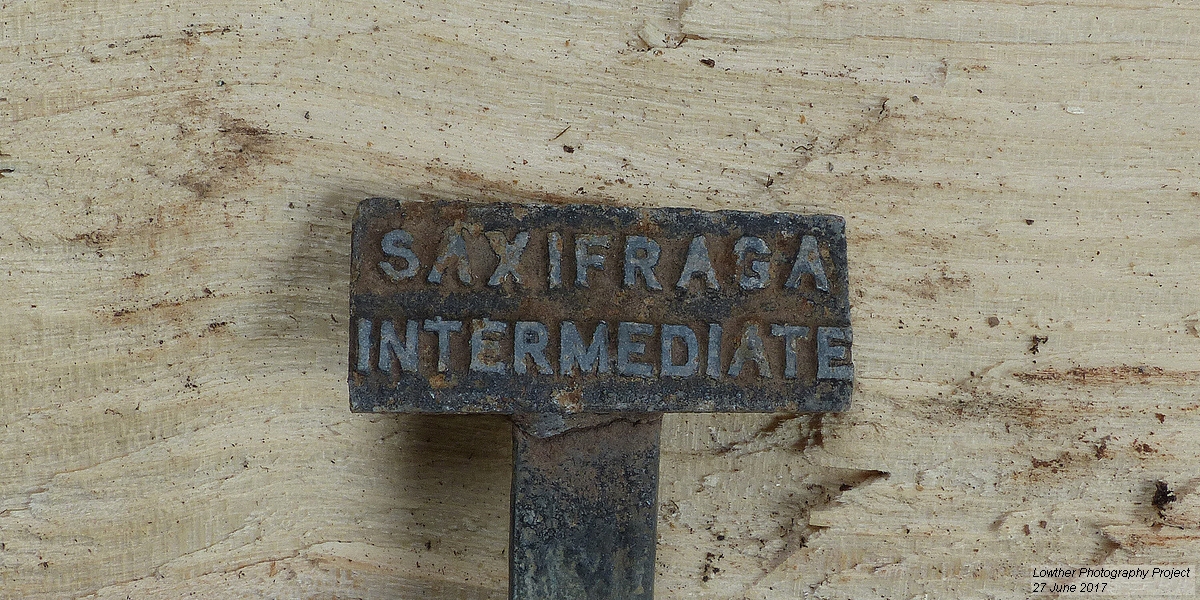 SAXIFRAGA
INTERMEDIATE
Lowther Photography Project
27 June 2017